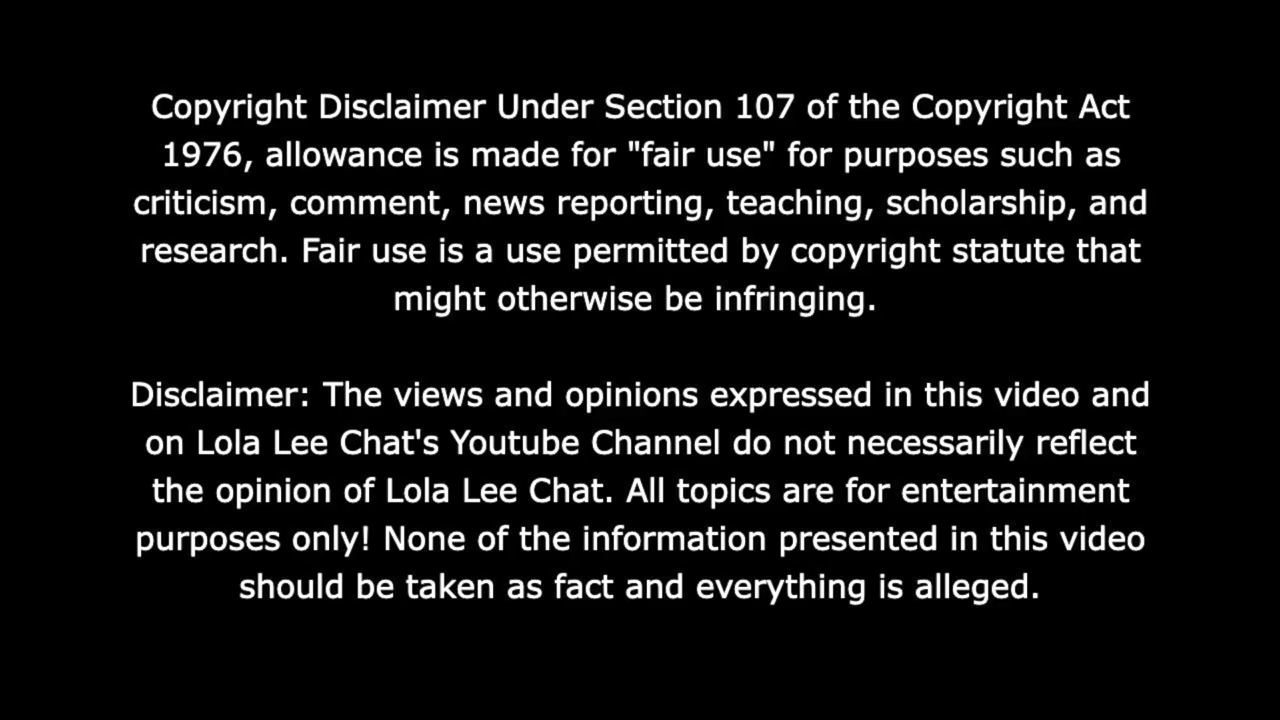 Copyright Disclaimer Under Section 107 of the Copyright Act
1976, allowance is made for "fair use" for purposes such as
criticism, comment, news reporting, teaching, scholarship, and
research. Fair use is a use permitted by copyright statute that
might otherwise be infringing.
Disclaimer: The views and opinions expressed in this video and
on Lola Lee Chat's Youtube Channel do not necessarily reflect
the opinion of Lola Lee Chat. All topics are for entertainment
purposes only! None of the information presented in this video
should be taken as fact and everything is alleged.